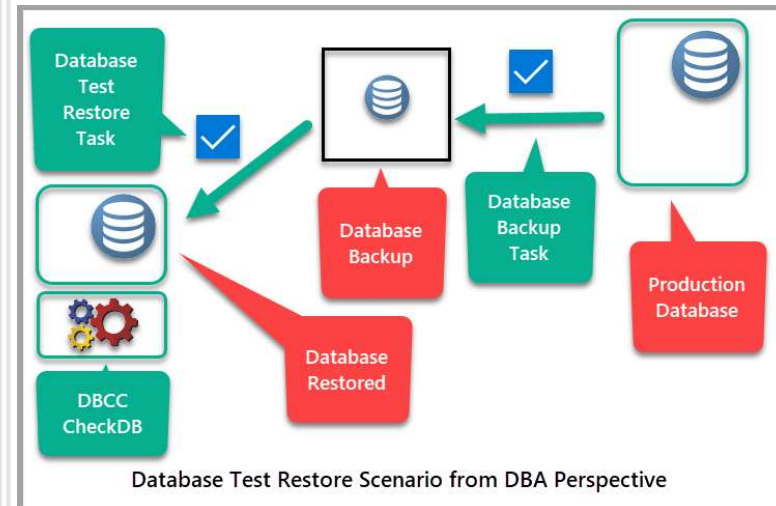 Database
Test
Restore
Task
Database
Backup
Database
Backup
Task
Production
Database
Database
Restored
DBCC
CheckDB
Database Test Restore Scenario from DBA Perspective